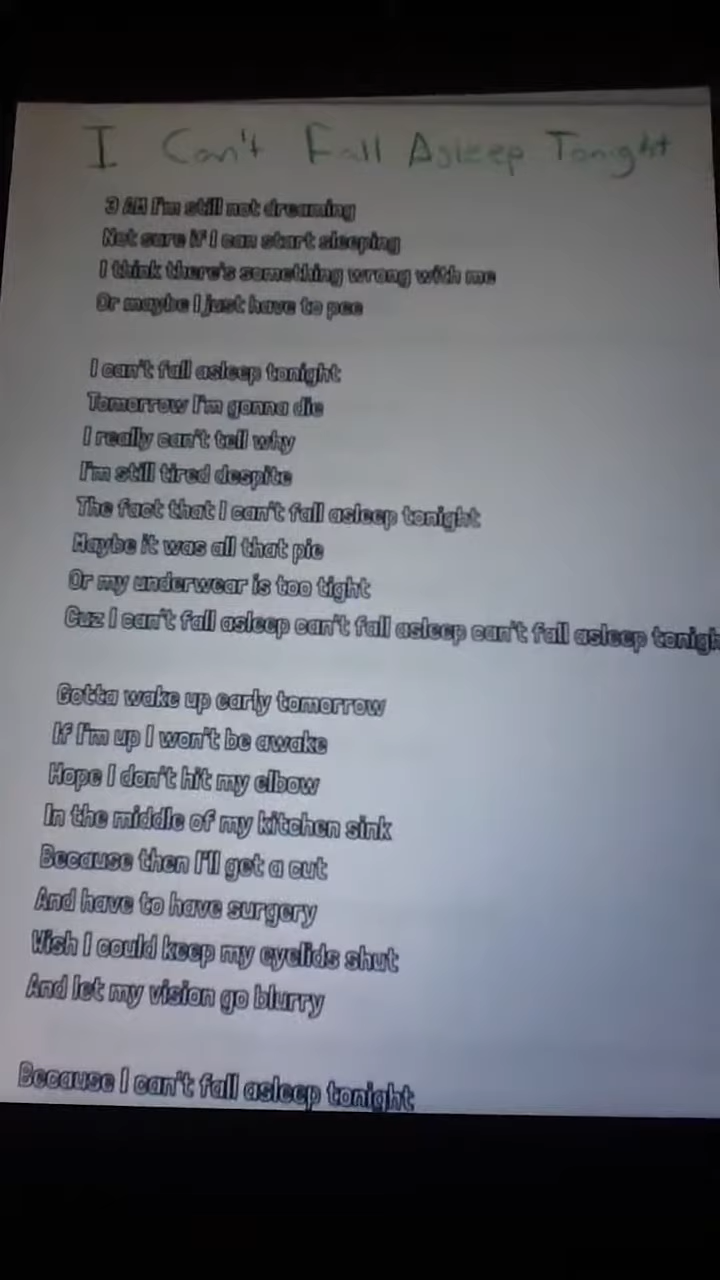 I Can't Fall Asleep Tonight
3 AM I'm still not dreaming
Not sure if I can start sleeping
I think there's something wrong with me
Or maybe I just have to pee
I can't fall asleep tonight
Tomorrow I'm gonna die
I really can't tell why
I'm still tired despite
The fact that I can't fall asleep tonight
Maybe it was all that pie
Or my underwear is too tight
Cuz I can't fall asleep can't fall asleep can't fall asleep tonigh
Gotta wake up early tomorrow
If I'm up I won't be awake
Hope I don't hit my elbow
In the middle of my kitchen sink
Because then I'll get a cut
And have to have surgery
Wish I could keep my eyelids shut
And let my vision go blurry
Because I can't fall asleep tonight